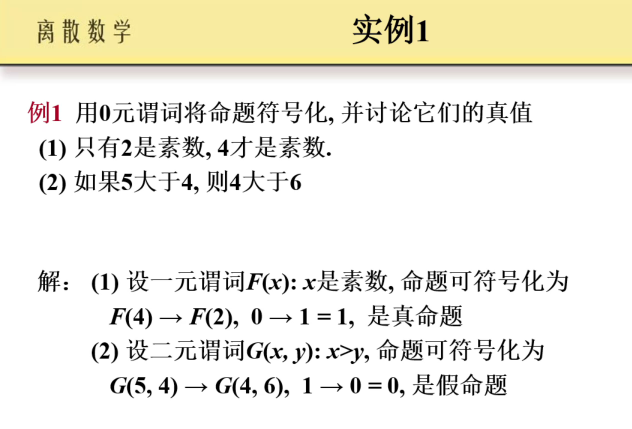 离散数学 实例1
例1 用0元谓词将命题符号化, 并讨论它们的真值
(1) 只有2是素数, 4才是素数.
(2) 如果5大于4, 则4大于6
解： (1) 设一元谓词F(x): x是素数, 命题可符号化为
F(4) → F(2), 0 → 1 = 1, 是真命题
(2) 设二元谓词G(x, y): x>y, 命题可符号化为
G(5, 4) → G(4, 6), 1 → 0 = 0, 是假命题